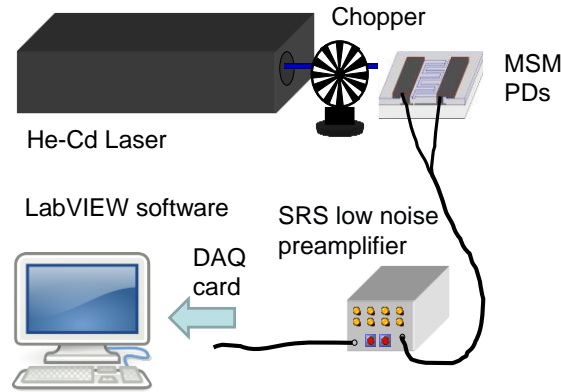 Chopper
MSM
PDs
He-Cd Laser
LabVIEW software
SRS low noise
preamplifier
DAQ
card